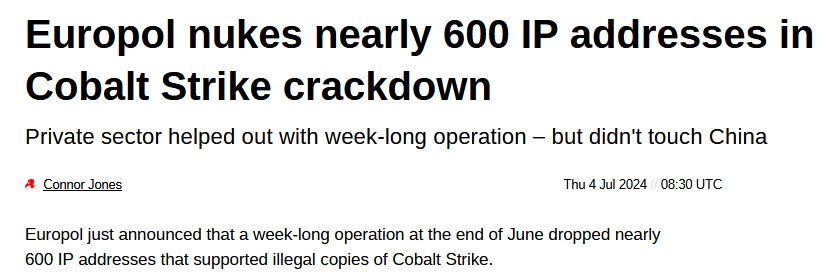 Europol nukes nearly 600 IP addresses in
Cobalt Strike crackdown
Private sector helped out with week-long operation – but didn't touch China
Connor Jones Thu 4 Jul 2024 // 08:30 UTC
Europol just announced that a week-long operation at the end of June dropped nearly
600 IP addresses that supported illegal copies of Cobalt Strike.